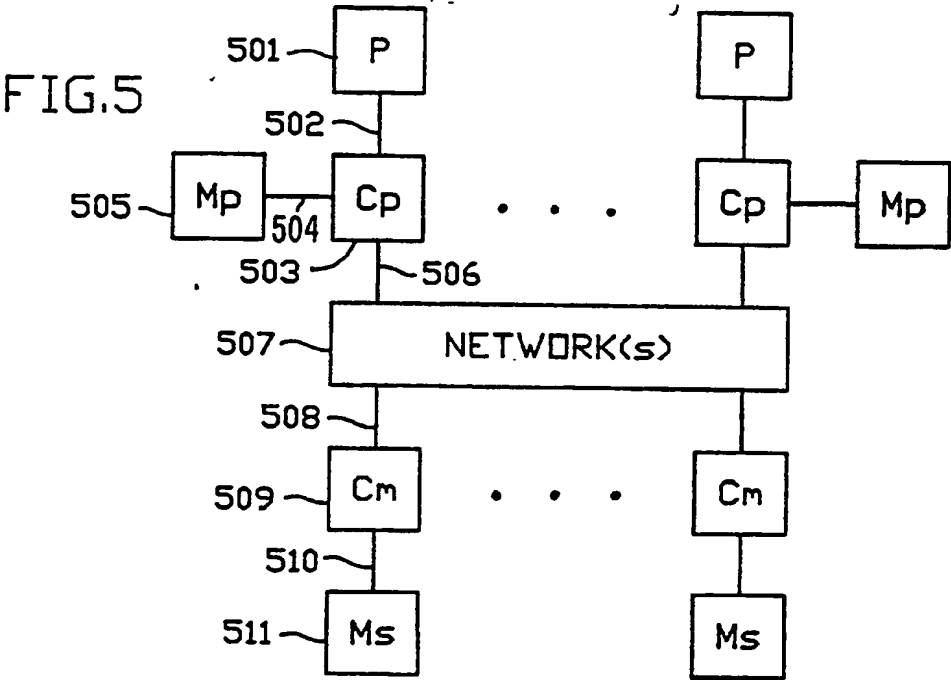 501 P P
FIG.5
502
505 Mp 504 Cp . . . Cp Mp
503 506
507 NETWORK(s)
508
509 Cm . . . Cm
510
511 Ms Ms